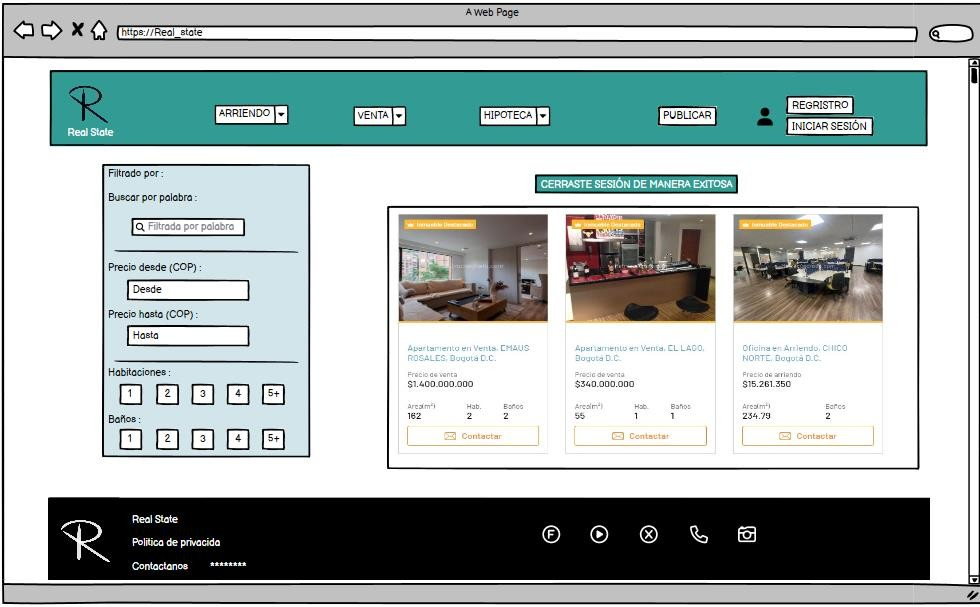 A Web Page
https://Real_state
Real State
ARRIENDO
VENTA
HIPOTECA
PUBLICAR
REGRISTRO
INICIAR SESIÓN
Filtrado por :
Buscar por palabra :
Filtrada por palabra
Precio desde (COP) :
Desde
Precio hasta (COP) :
Hasta
Habitaciones :
1 2 3 4 5+
Baños :
1 2 3 4 5+
CERRASTE SESIÓN DE MANERA EXITOSA
Inmueble Destacado
Apartamento en Venta, EMAUS
ROSALES, Bogotá D.C.
Precio de venta
$1.400.000.000
Area(m²) Hab. Baños
162 2 2
Contactar
Inmueble Destacado
Apartamento en Venta, EL LAGO,
Bogotá D.C.
Precio de venta
$340.000.000
Area(m²) Hab. Baños
55 1 1
Contactar
Inmueble Destacado
Oficina en Arriendo, CHICO
NORTE, Bogotá D.C.
Precio de arriendo
$15.261.350
Area(m²) Baños
234.79 2
Contactar
Real State
Politica de privacida
Contactanos ********